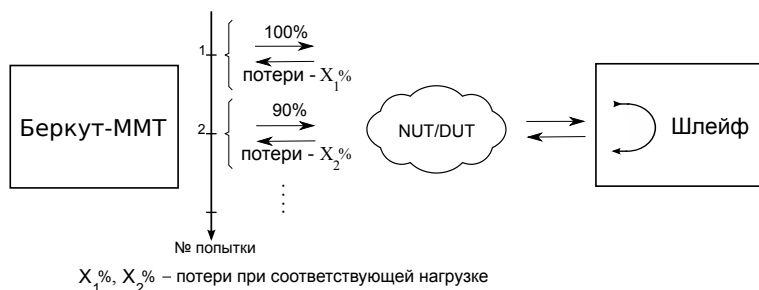 100%
1
потери - X₁%
90%
Беркут-ММТ
2
NUT/DUT
Шлейф
потери - X₂%
№ попытки
X₁%, X₂% – потери при соответствующей нагрузке